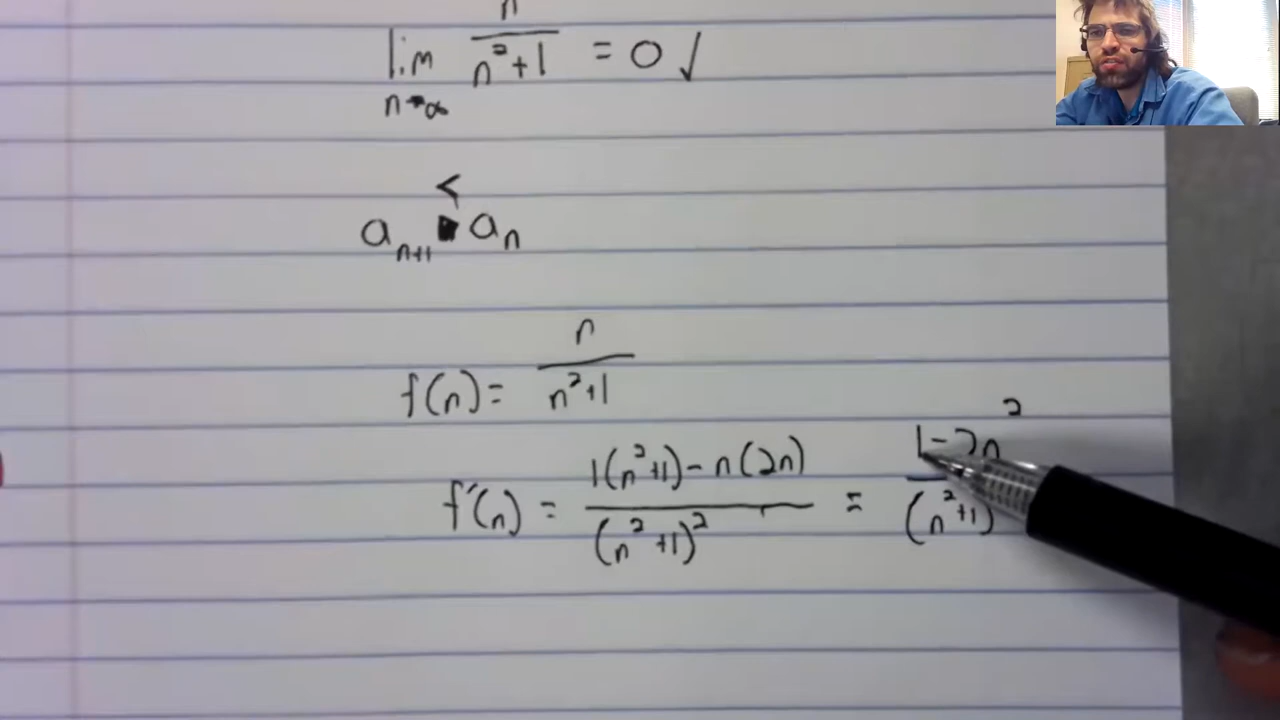 lim n→∞ n/(n²+1) = 0 ✓
<
aₙ₊₁ aₙ
f(n) = n/(n²+1)
f'(n) = (1(n²+1) - n(2n))/(n²+1)² = (1 - 2n²)/(n²+1)